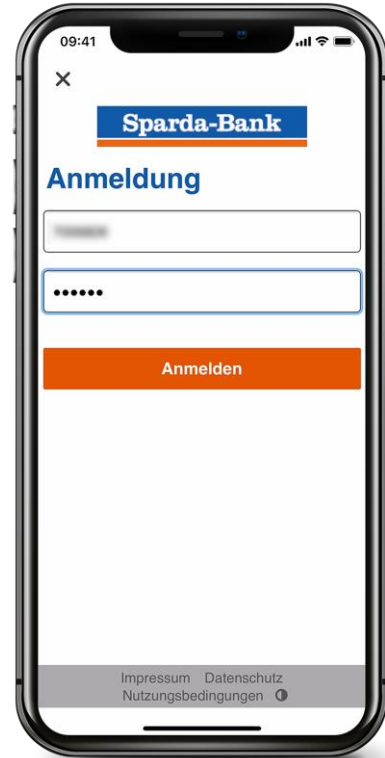 09:41
Sparda-Bank
Anmeldung
••••••
Anmelden
Impressum Datenschutz
Nutzungsbedingungen